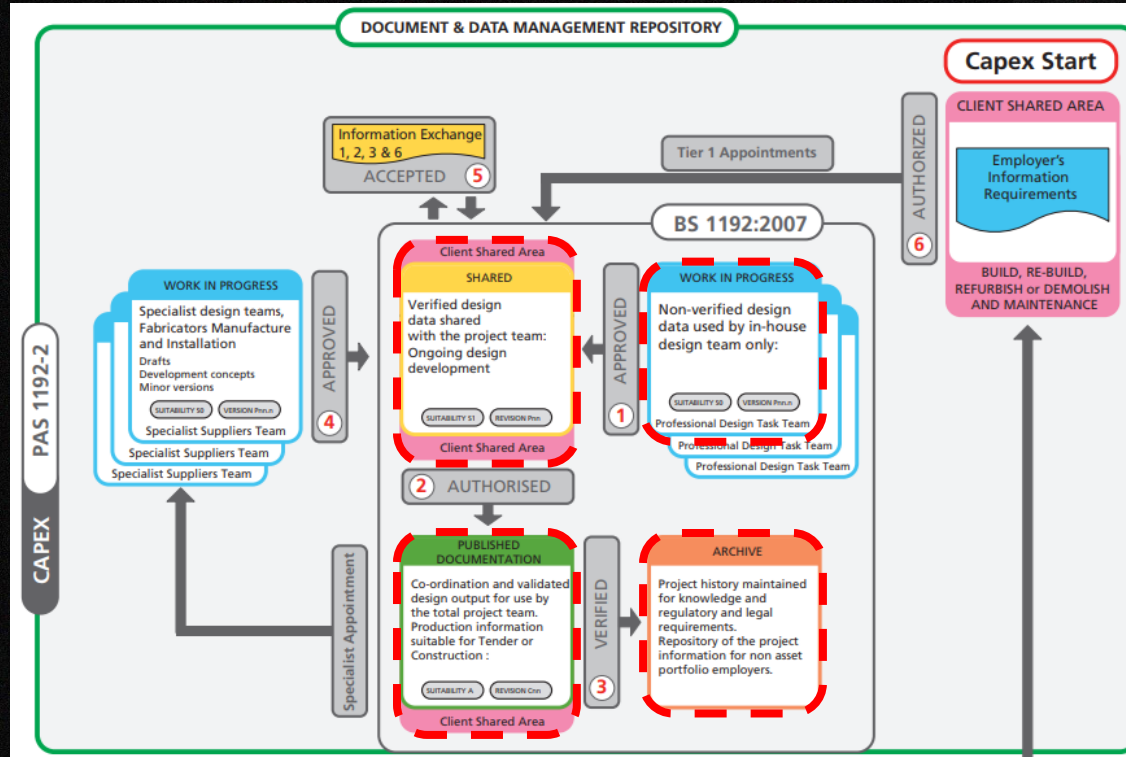 DOCUMENT & DATA MANAGEMENT REPOSITORY
Capex Start
CLIENT SHARED AREA
Employer's
Information
Requirements
BUILD, RE-BUILD,
REFURBISH or DEMOLISH
AND MAINTENANCE
AUTHORIZED
6
Tier 1 Appointments
Information Exchange
1, 2, 3 & 6
ACCEPTED
5
BS 1192:2007
PAS 1192-2
CAPEX
WORK IN PROGRESS
Specialist design teams,
Fabricators Manufacture
and Installation
Drafts
Development concepts
Minor versions
SUITABILITY S0
VERSION Pnn.n
Specialist Suppliers Team
Specialist Suppliers Team
Specialist Suppliers Team
APPROVED
4
Client Shared Area
SHARED
Verified design
data shared
with the project team:
Ongoing design
development
SUITABILITY S1
REVISION Pnn
Client Shared Area
APPROVED
1
WORK IN PROGRESS
Non-verified design
data used by in-house
design team only:
SUITABILITY S0
VERSION Pnn.n
Professional Design Task Team
Professional Design Task Team
Professional Design Task Team
2
AUTHORISED
Specialist Appointment
PUBLISHED
DOCUMENTATION
Co-ordination and validated
design output for use by
the total project team.
Production information
suitable for Tender or
Construction :
SUITABILITY A
REVISION Cnn
Client Shared Area
VERIFIED
3
ARCHIVE
Project history maintained
for knowledge and
regulatory and legal
requirements.
Repository of the project
information for non asset
portfolio employers.